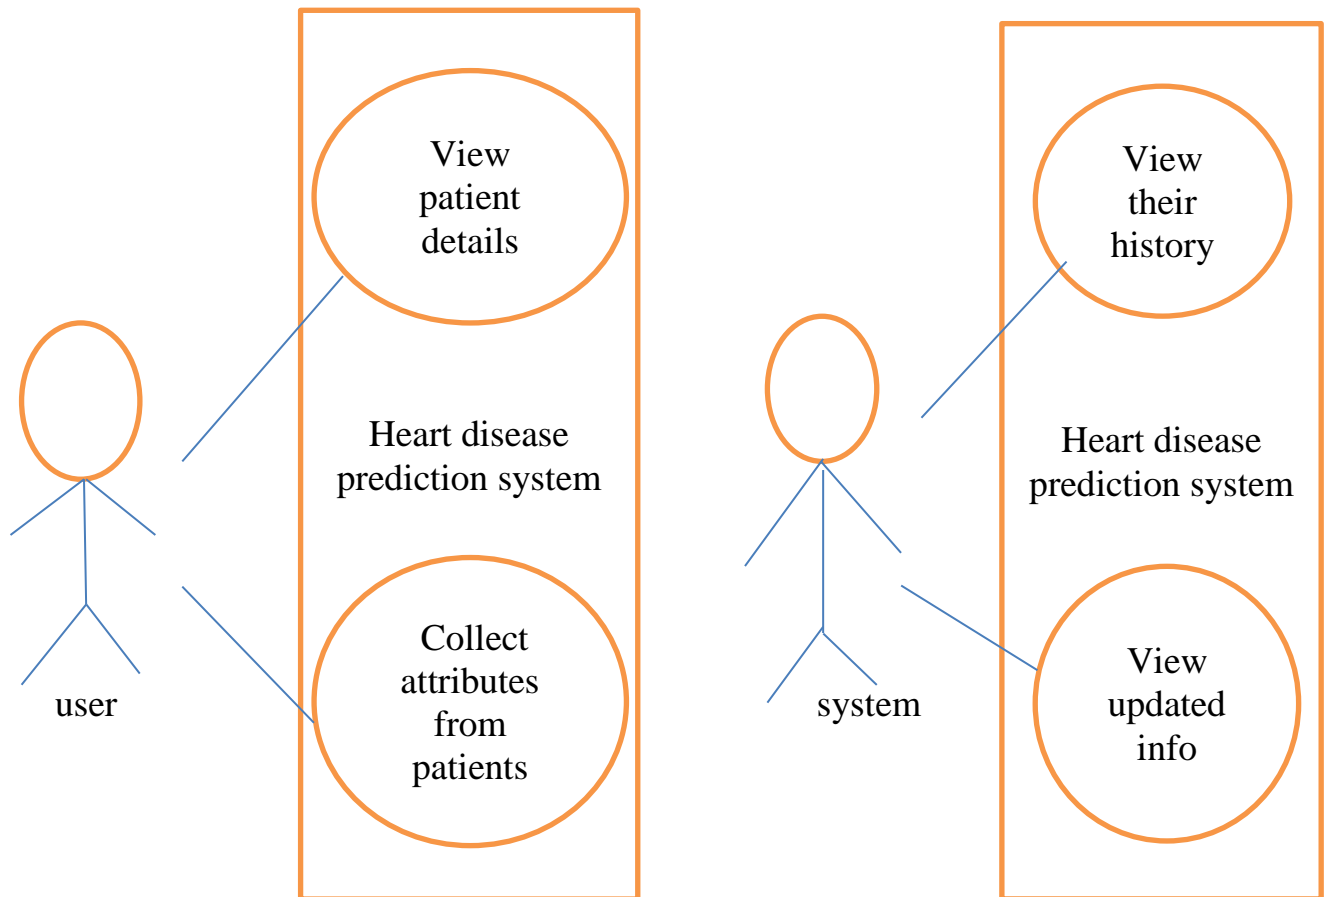 View
patient
details
Heart disease
prediction system
Collect
attributes
from
patients
user
View
their
history
Heart disease
prediction system
View
updated
info
system